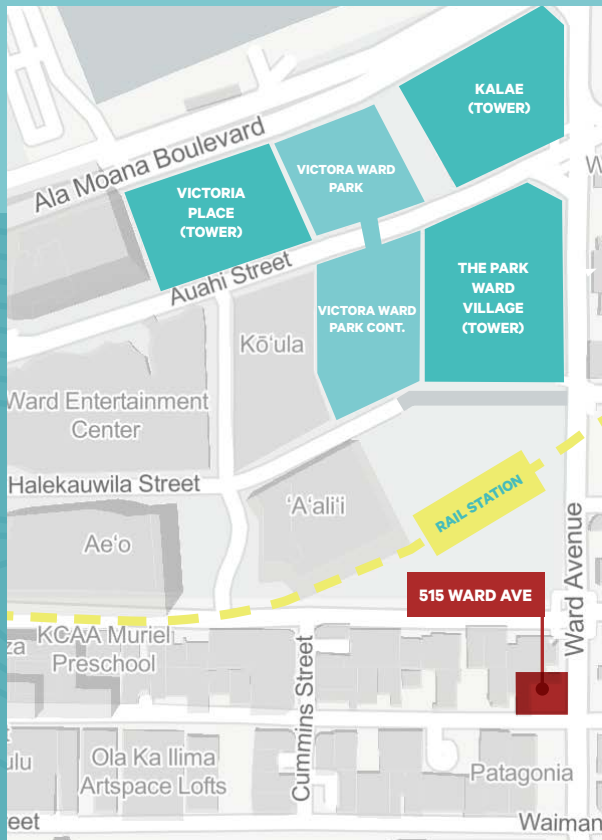 KALAE
(TOWER)
Ala Moana Boulevard
VICTORA WARD
PARK
VICTORIA
PLACE
(TOWER)
Auahi Street
THE PARK
WARD
VILLAGE
(TOWER)
VICTORA WARD
PARK CONT.
Kō'ula
Ward Entertainment
Center
Halekauwila Street
RAIL STATION
'A'ali'i
Ae'o
Ward Avenue
515 WARD AVE
KCAA Muriel
Preschool
Cummins Street
Ola Ka Ilima
Artspace Lofts
Patagonia
eet
Waiman